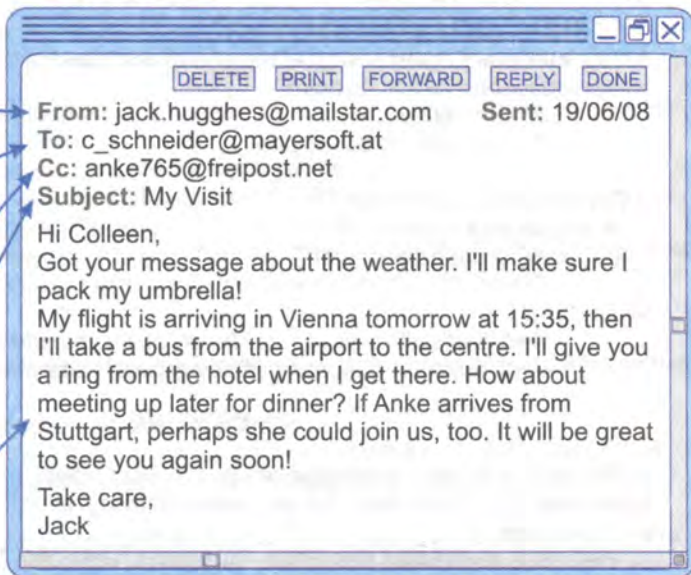 DELETE PRINT FORWARD REPLY DONE
From: jack.hugghes@mailstar.com Sent: 19/06/08
To: c_schneider@mayersoft.at
Cc: anke765@freipost.net
Subject: My Visit
Hi Colleen,
Got your message about the weather. I'll make sure I
pack my umbrella!
My flight is arriving in Vienna tomorrow at 15:35, then
I'll take a bus from the airport to the centre. I'll give you
a ring from the hotel when I get there. How about
meeting up later for dinner? If Anke arrives from
Stuttgart, perhaps she could join us, too. It will be great
to see you again soon!
Take care,
Jack